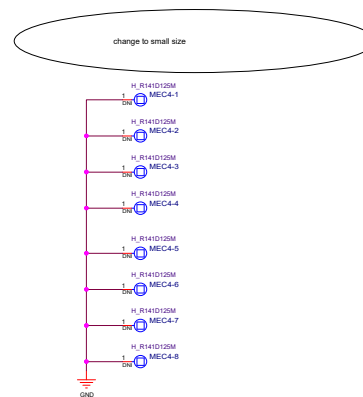 change to small size
H_R141D125M
1 MEC4-1
DNI
H_R141D125M
1 MEC4-2
DNI
H_R141D125M
1 MEC4-3
DNI
H_R141D125M
1 MEC4-4
DNI
H_R141D125M
1 MEC4-5
DNI
H_R141D125M
1 MEC4-6
DNI
H_R141D125M
1 MEC4-7
DNI
H_R141D125M
1 MEC4-8
DNI
GND